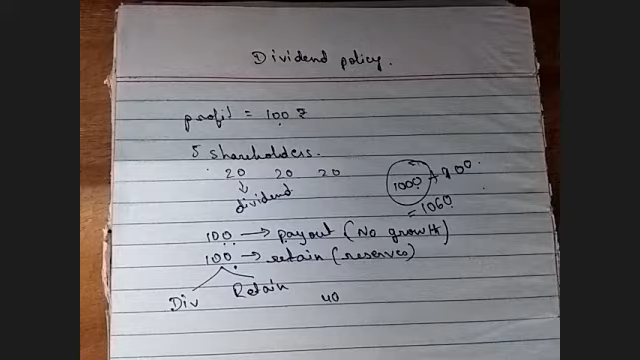 Dividend policy.
profit = 100 ₹
5 shareholders.
20 20 20
↓
dividend
1000 + 100.
= 1060
100 → payout (No growth)
100 → retain (reserves)
Div Retain 40